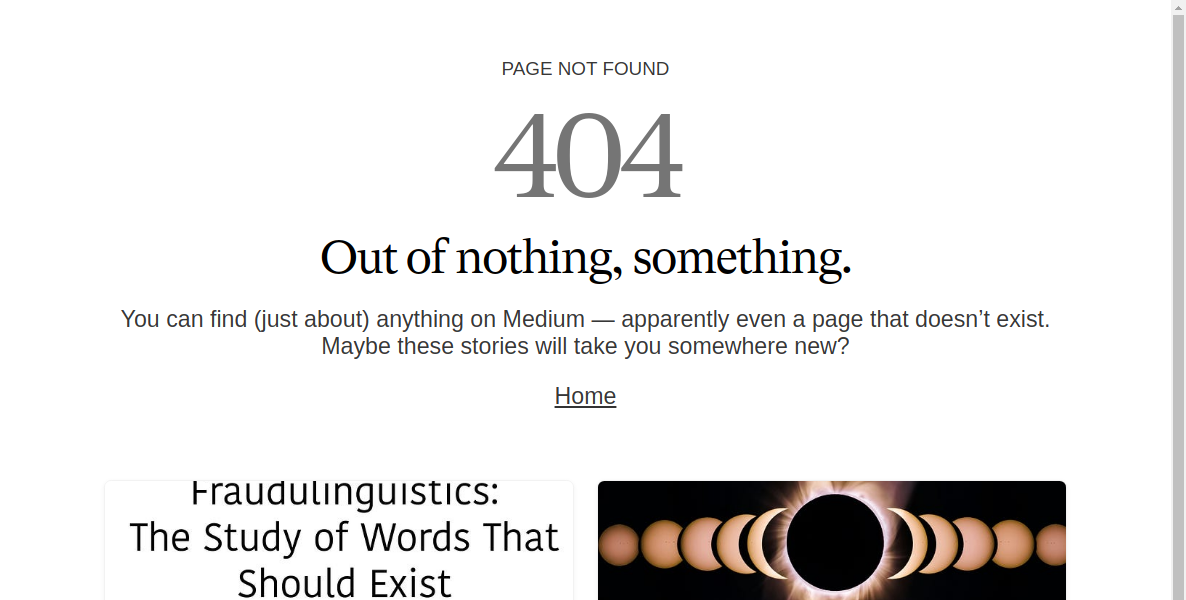 PAGE NOT FOUND
404
Out of nothing, something.
You can find (just about) anything on Medium — apparently even a page that doesn’t exist.
Maybe these stories will take you somewhere new?
Home
Fraudulinguistics:
The Study of Words That
Should Exist